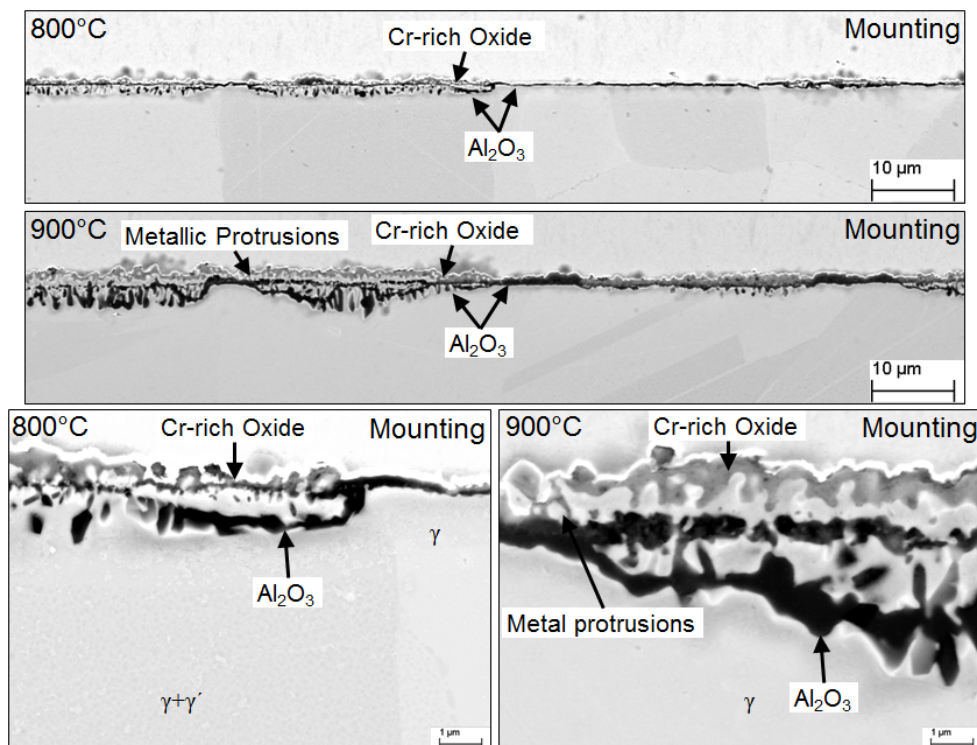 800°C
Cr-rich Oxide
Mounting
Al₂O₃
10 µm
900°C
Metallic Protrusions
Cr-rich Oxide
Mounting
Al₂O₃
10 µm
800°C
Cr-rich Oxide
Mounting
γ
Al₂O₃
γ+γ′
1 µm
900°C
Cr-rich Oxide
Mounting
Metal protrusions
Al₂O₃
γ
1 µm